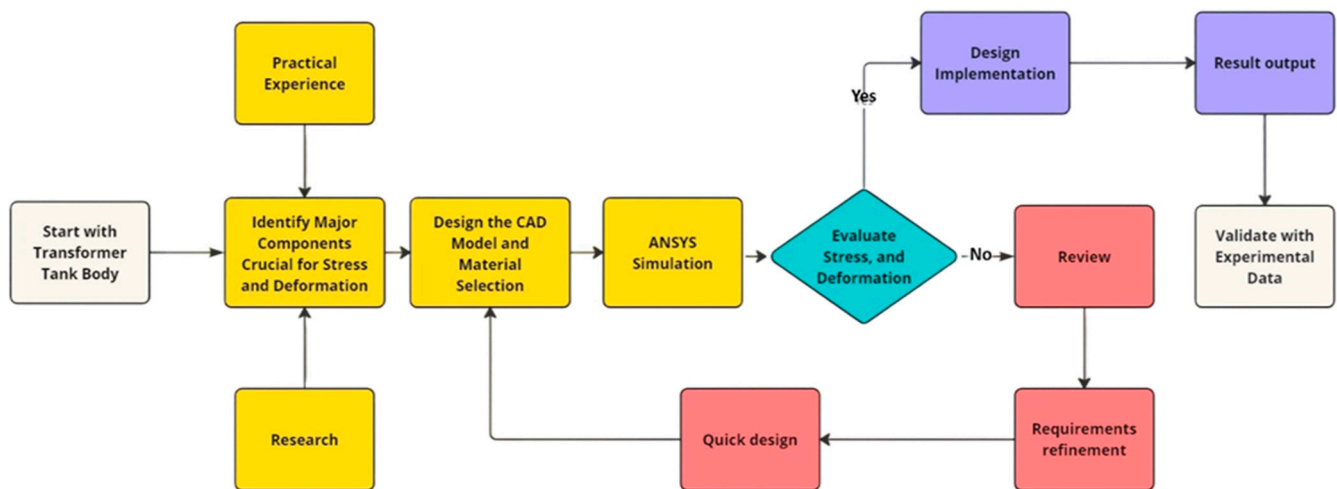 Practical
Experience
Design
Implementation
Result output
Yes
Start with
Transformer
Tank Body
Identify Major
Components
Crucial for Stress
and Deformation
Design the CAD
Model and
Material
Selection
ANSYS
Simulation
Evaluate
Stress, and
Deformation
No
Review
Validate with
Experimental
Data
Research
Quick design
Requirements
refinement